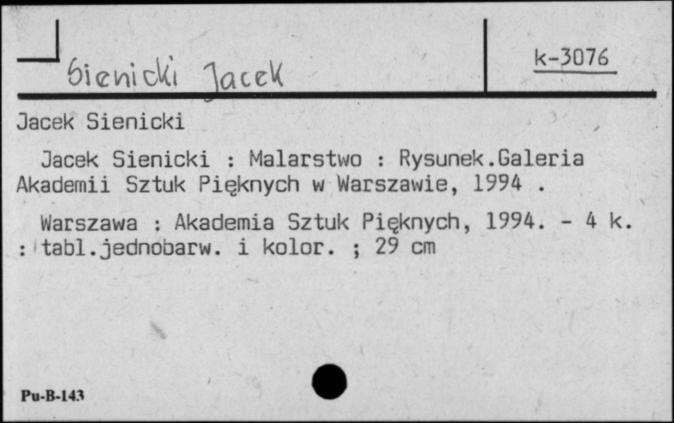 Sienicki Jacek
k-3076
Jacek Sienicki
Jacek Sienicki : Malarstwo : Rysunek.Galeria
Akademii Sztuk Pięknych w Warszawie, 1994 .
Warszawa ; Akademia Sztuk Pięknych, 1994. - 4 k.
: tabl.jednobarw. i kolor. ; 29 cm
Pu-B-143